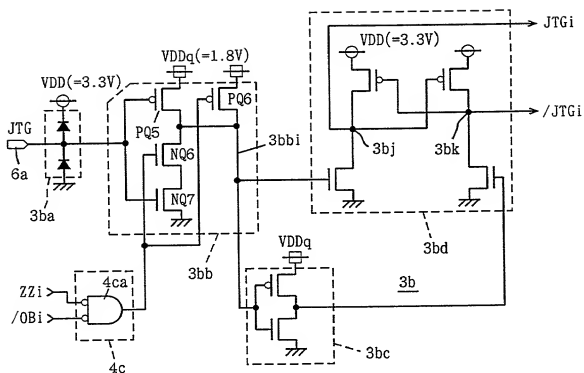 JTGi
VDDq(=1.8V)
VDD(=3.3V)
VDD(=3.3V)
PQ6
JTG
PQ5
3bbi
/JTGi
3bj
3bk
NQ6
6a
NQ7
3ba
3bb
3bd
VDDq
4ca
3b
ZZi
/OBi
3bc
4c